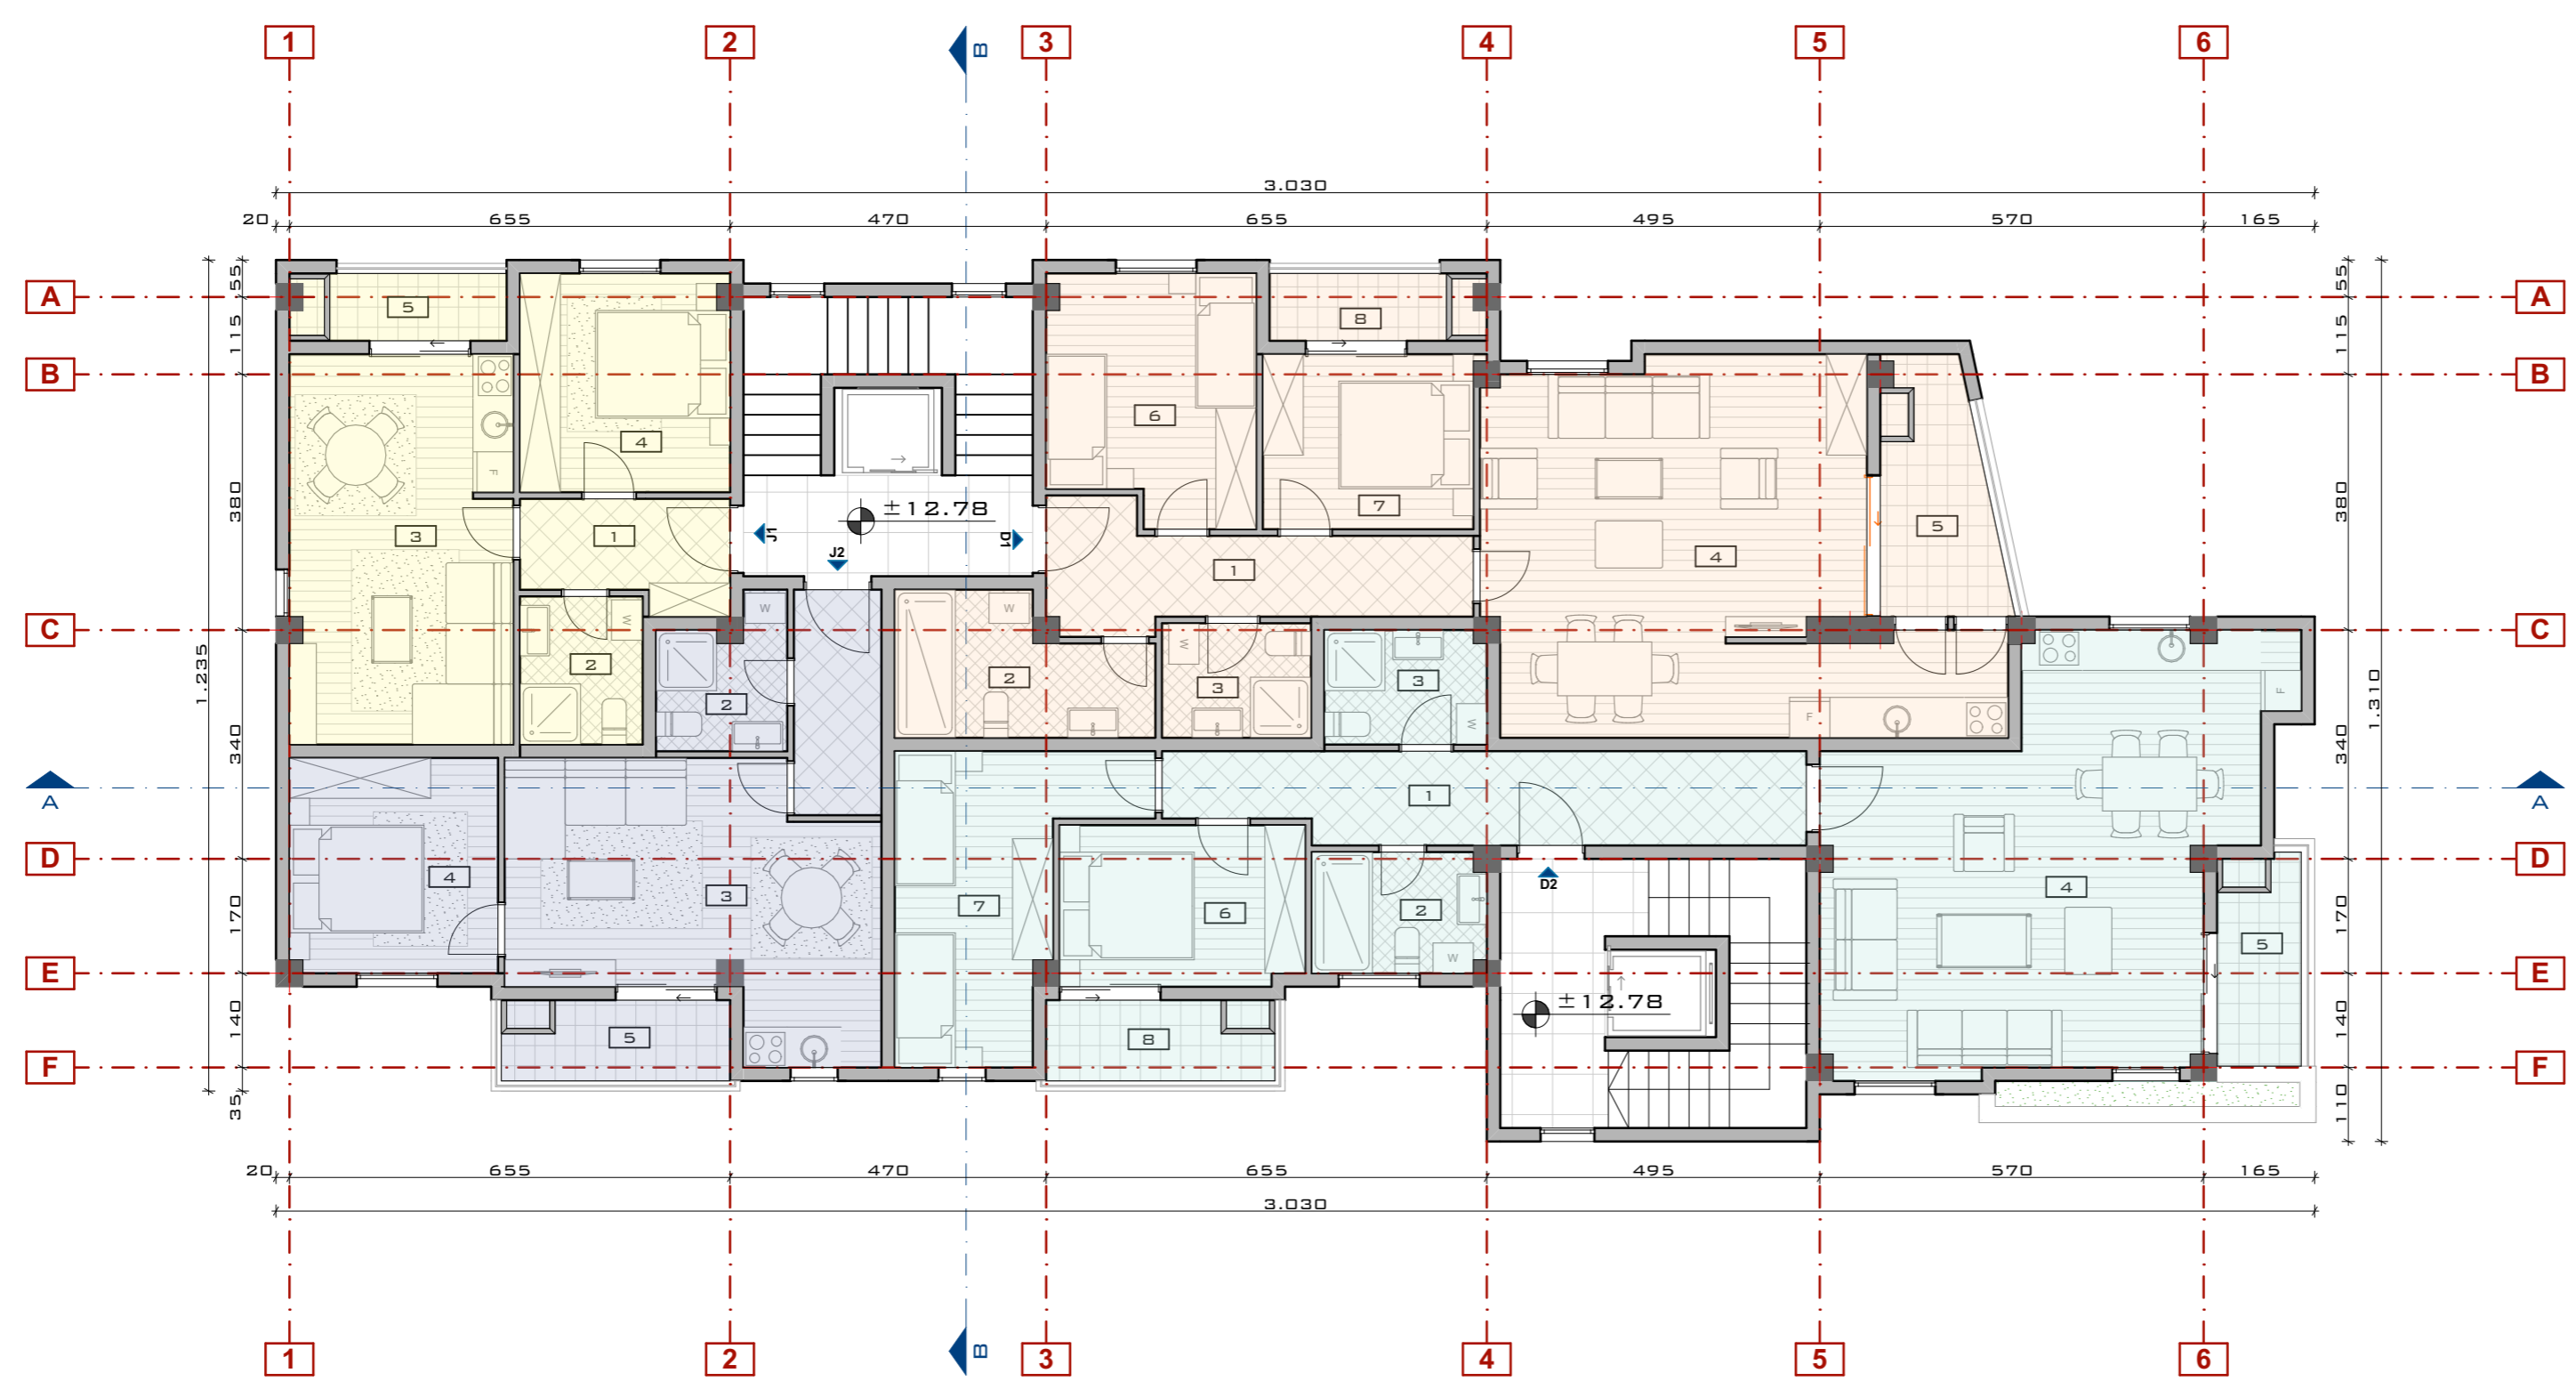 1 2 B 3 4 5 6
3.030
20 655 470 655 495 570 165
A 55 55 A
5 8
115 115
B B
4 6
F 7
380 ±12.78 380
3 1 J1 D1 5
J2 4
1
W W
C C
W W
2 2 3 3
2 F
1.235 F 1.310
W
340 340
A 1 A
D D
4 3 D2 4
170 7 6 2 170
5
W
E E
±12.78
140 5 8 140
F F
35 110
20 655 470 655 495 570 165
3.030
1 2 B 3 4 5 6